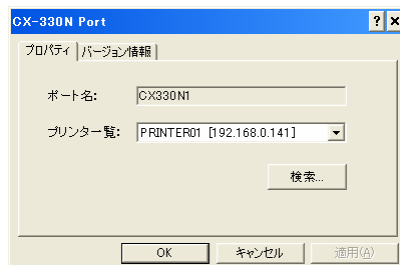 CX-330N Port
プロパティ バージョン情報
ポート名: CX330N1
プリンター覧: PRINTER01 [192.168.0.141]
検索...
OK キャンセル 適用(A)